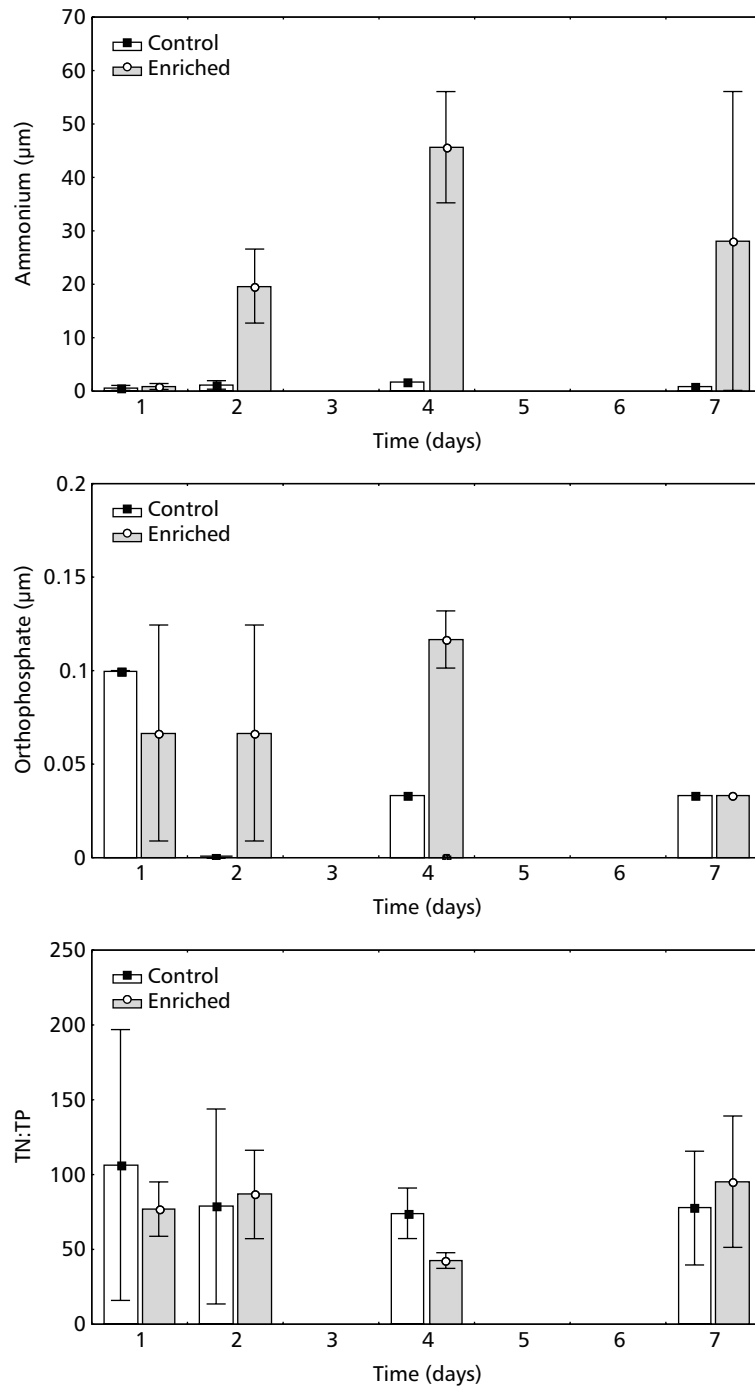 70
60
50
40
30
20
10
0
Ammonium (µm)
Control
Enriched
1 2 3 4 5 6 7
Time (days)
0.2
0.15
0.1
0.05
0
Orthophosphate (µm)
Control
Enriched
1 2 3 4 5 6 7
Time (days)
250
200
150
100
50
0
TN:TP
Control
Enriched
1 2 3 4 5 6 7
Time (days)